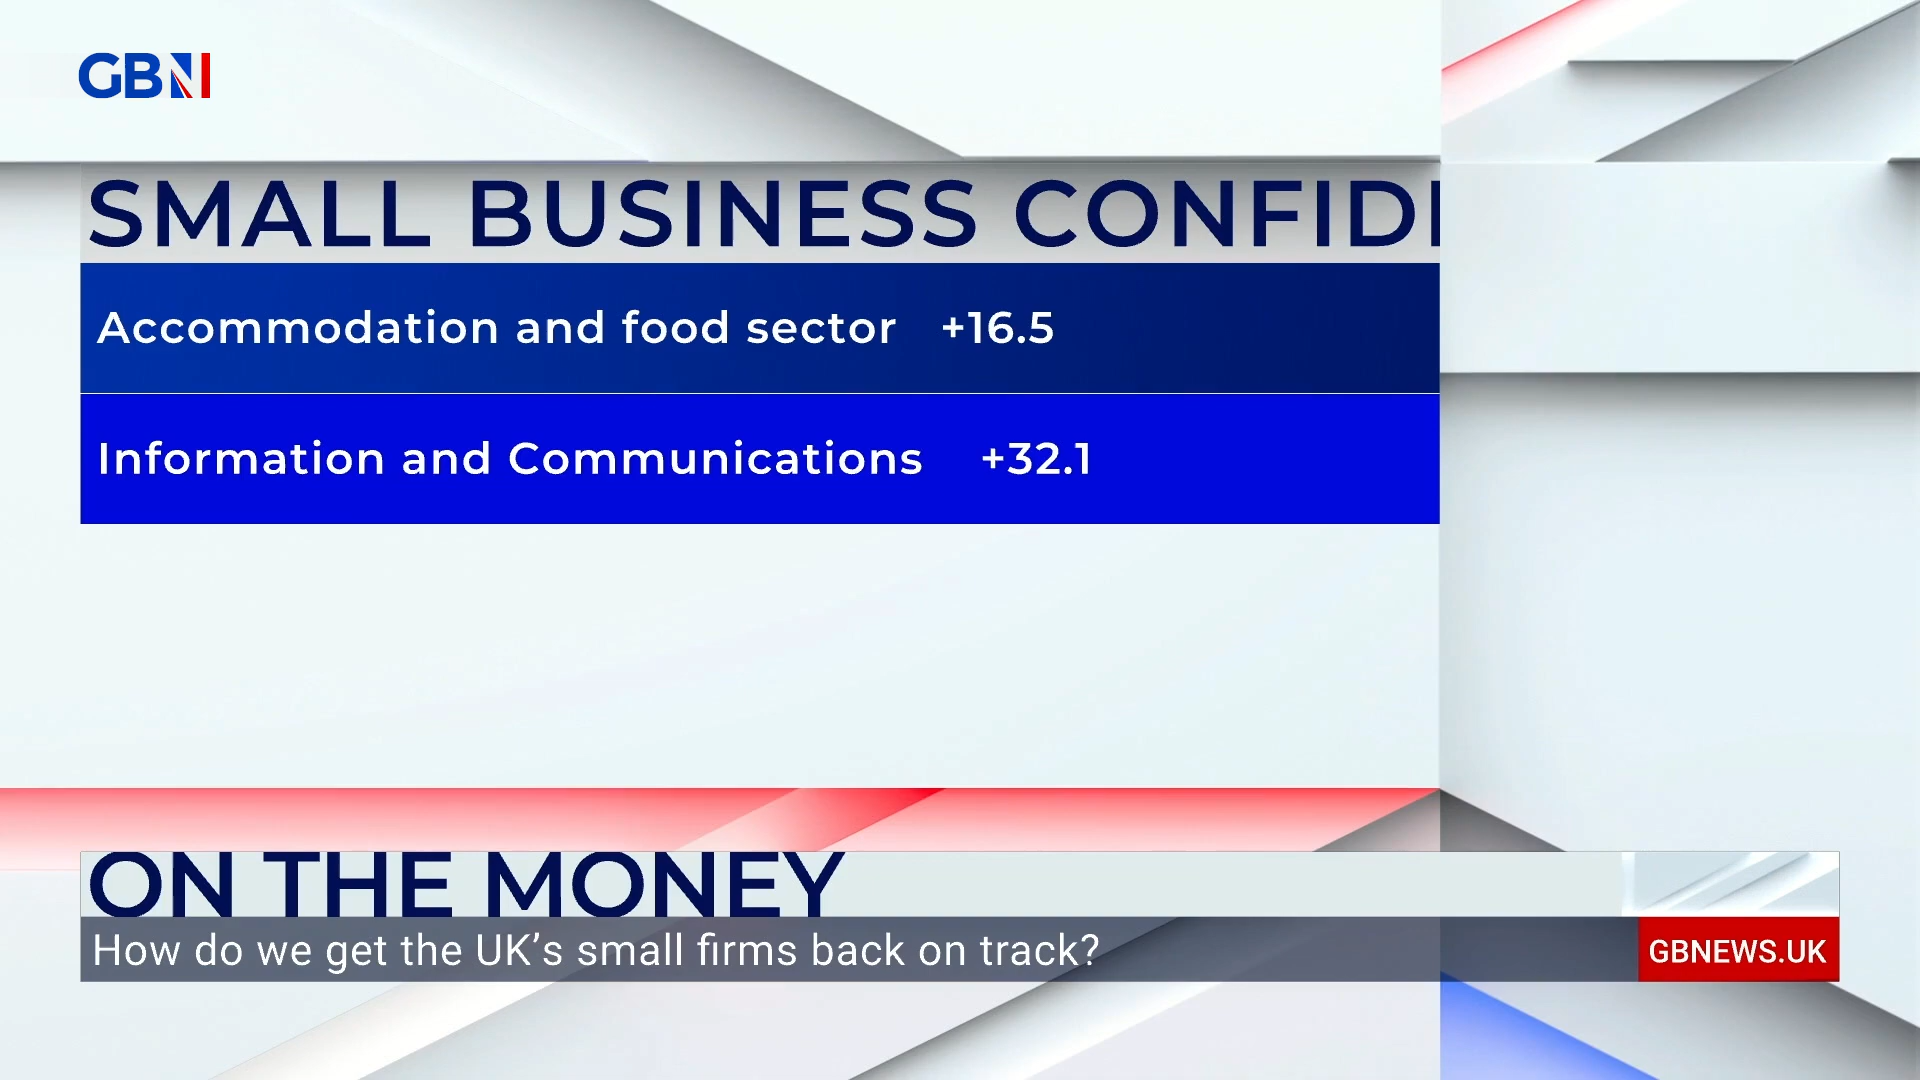 GBN
SMALL BUSINESS CONFID
Accommodation and food sector +16.5
Information and Communications +32.1
ON THE MONEY
How do we get the UK’s small firms back on track?
GBNEWS.UK